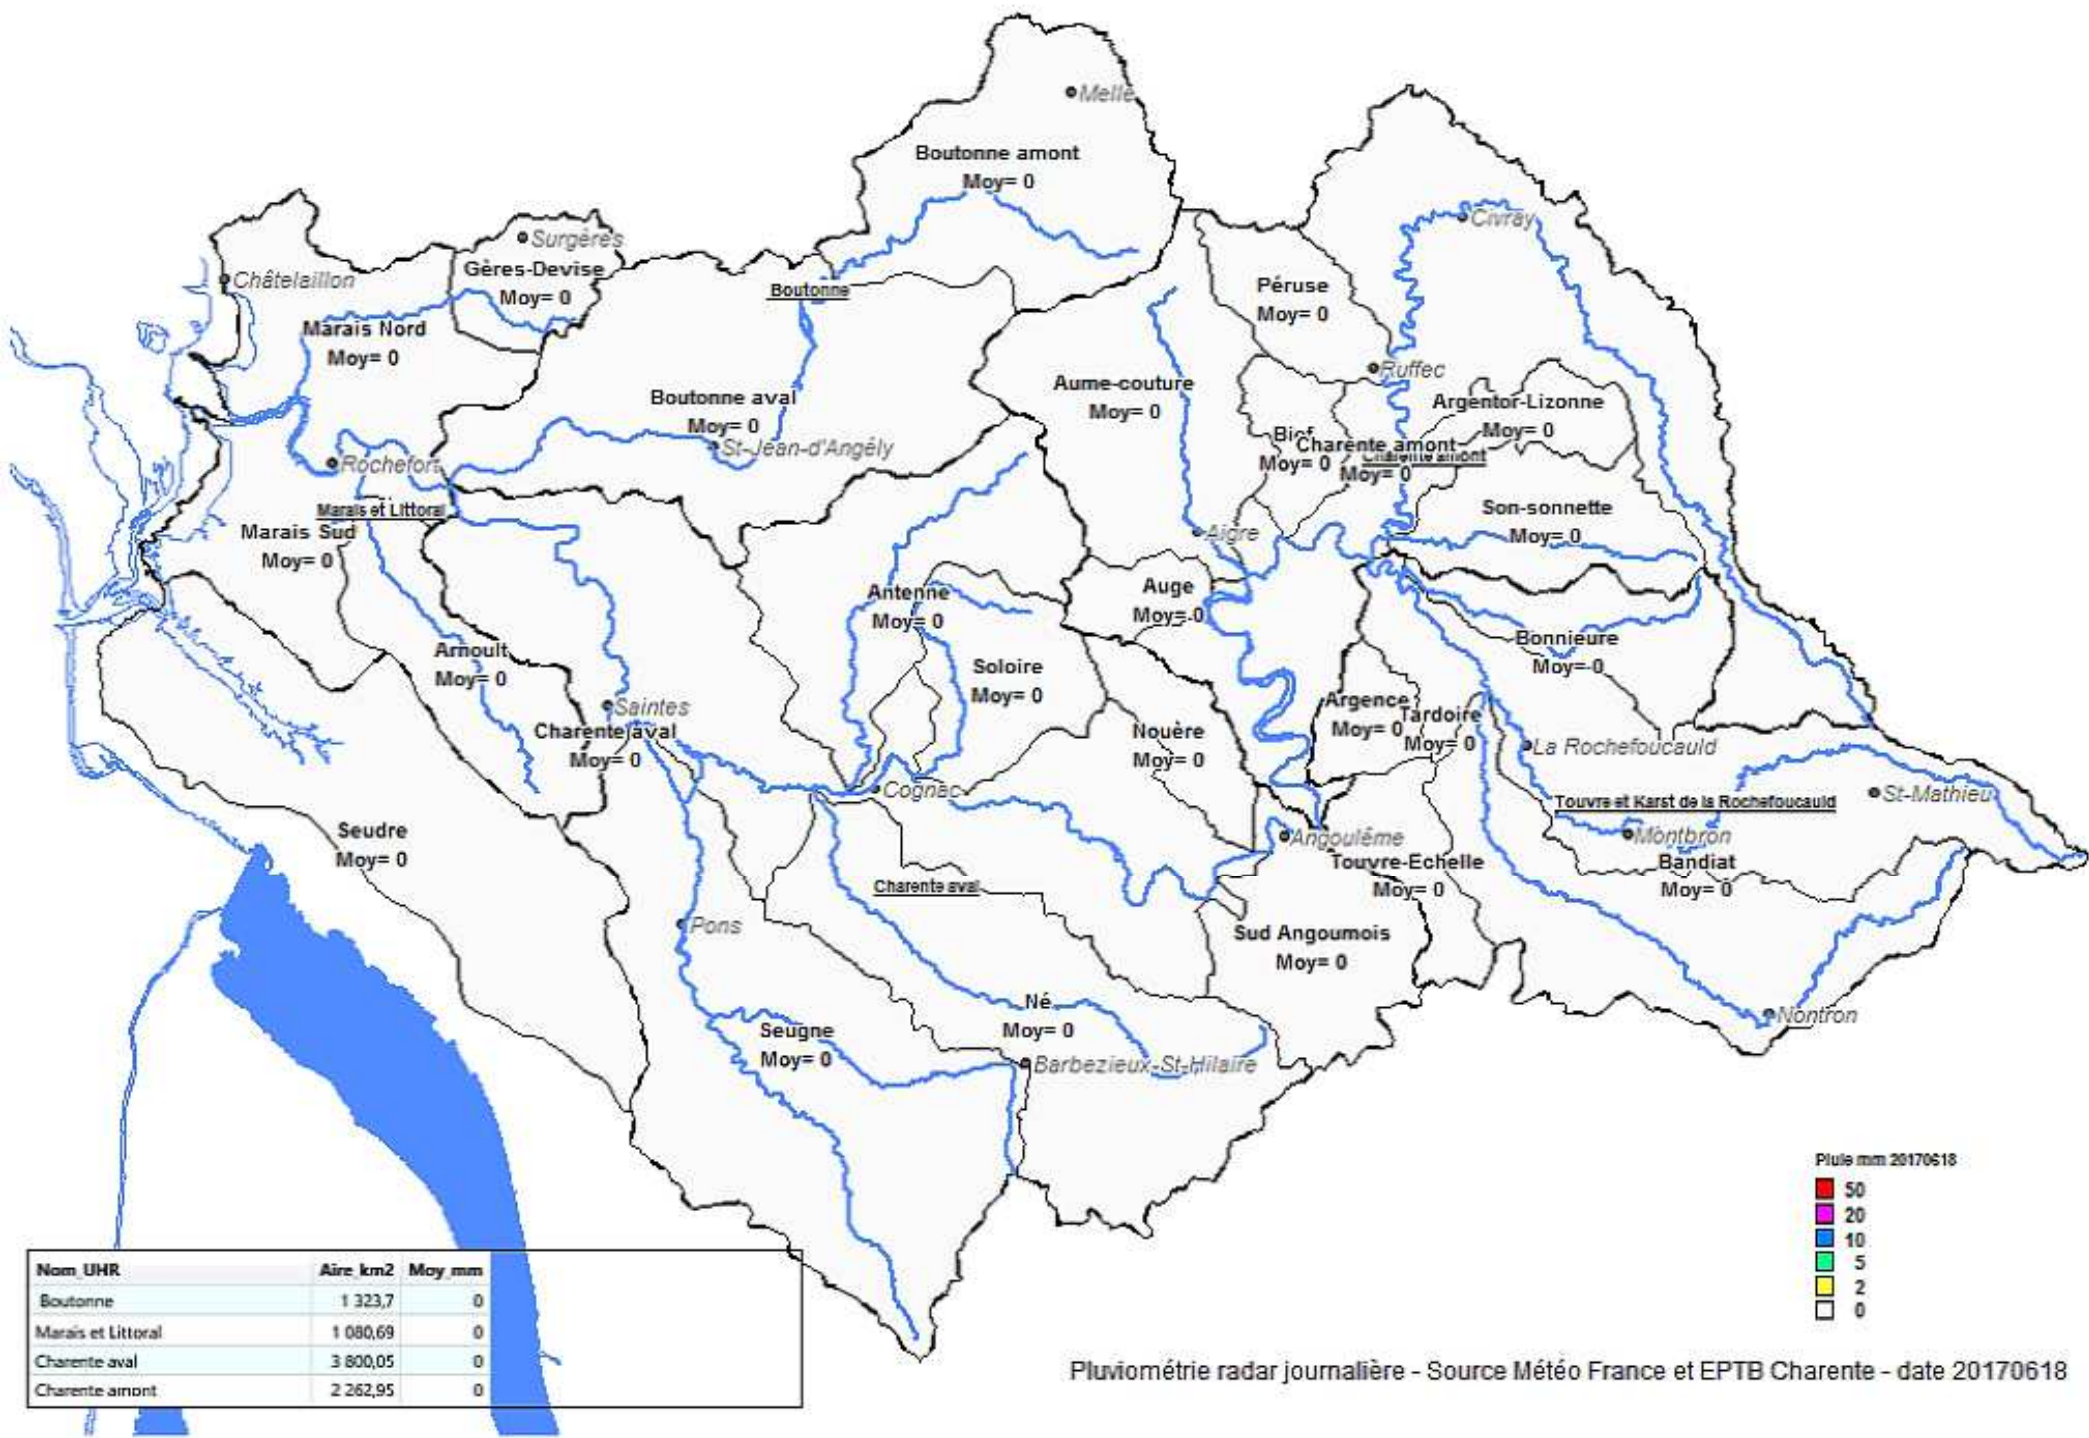 Melle
Boutonne amont
Moy= 0
Civray
Surgères
Gères-Devise
Moy= 0
Châtelaillon
Boutonne
Péruse
Moy= 0
Marais Nord
Moy= 0
Ruffec
Aume-couture
Moy= 0
Boutonne aval
Moy= 0
Argentor-Lizonne
Moy= 0
St-Jean-d'Angély
Bief
Moy= 0
Charente amont
Moy= 0
Charente amont
Rochefort
Marais et Littoral
Marais Sud
Moy= 0
Son-sonnette
Moy= 0
Aigre
Antenne
Moy= 0
Auge
Moy= 0
Bonnieure
Moy= 0
Arnoult
Moy= 0
Soloire
Moy= 0
Saintes
Charente aval
Moy= 0
Nouère
Moy= 0
Argence
Moy= 0
Tardoire
Moy= 0
La Rochefoucauld
Cognac
St-Mathieu
Touvre et Karst de la Rochefoucauld
Seudre
Moy= 0
Angoulême
Montbron
Touvre-Echelle
Moy= 0
Bandiat
Moy= 0
Charente aval
Pons
Sud Angoumois
Moy= 0
Né
Moy= 0
Nontron
Seugne
Moy= 0
Barbezieux-St-Hilaire
Pluie mm 20170618
50
20
10
5
2
0
Nom_UHR Aire_km2 Moy_mm
Boutonne 1 323,7 0
Marais et Littoral 1 080,69 0
Charente aval 3 800,05 0
Charente amont 2 262,95 0
Pluviométrie radar journalière - Source Météo France et EPTB Charente - date 20170618